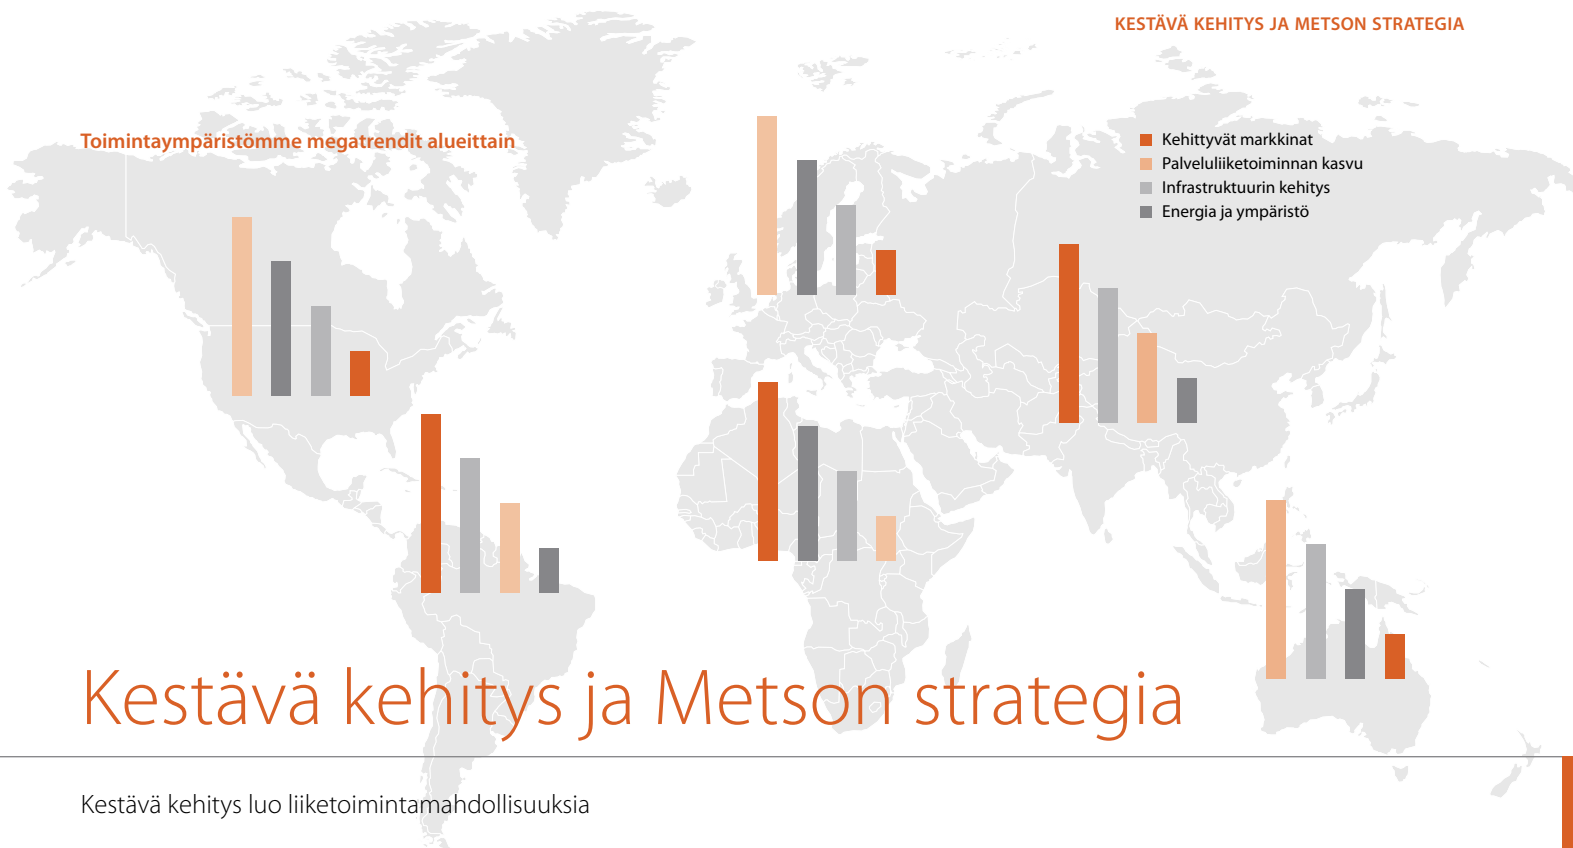 KESTÄVÄ KEHITYS JA METSON STRATEGIA
Toimintaympäristömme megatrendit alueittain
Kehittyvät markkinat
Palveluliiketoiminnan kasvu
Infrastruktuurin kehitys
Energia ja ympäristö
Kestävä kehitys ja Metson strategia
Kestävä kehitys luo liiketoimintamahdollisuuksia